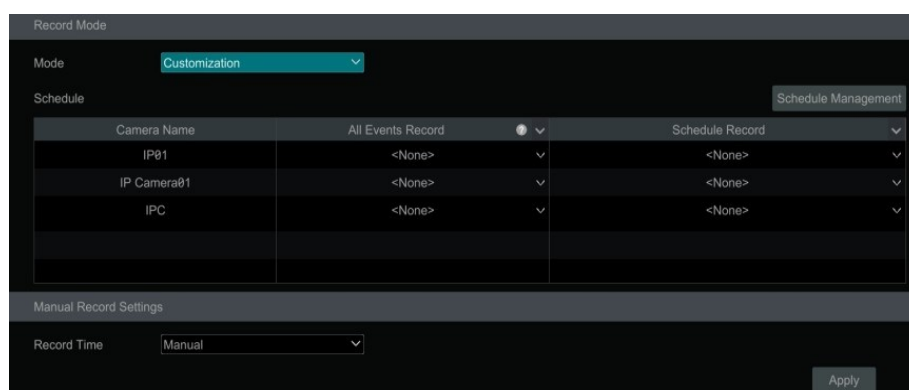 Record Mode
Mode Customization
Schedule Schedule Management
Camera Name All Events Record ? Schedule Record
IP01 <None> <None>
IP Camera01 <None> <None>
IPC <None> <None>
Manual Record Settings
Record Time Manual
Apply